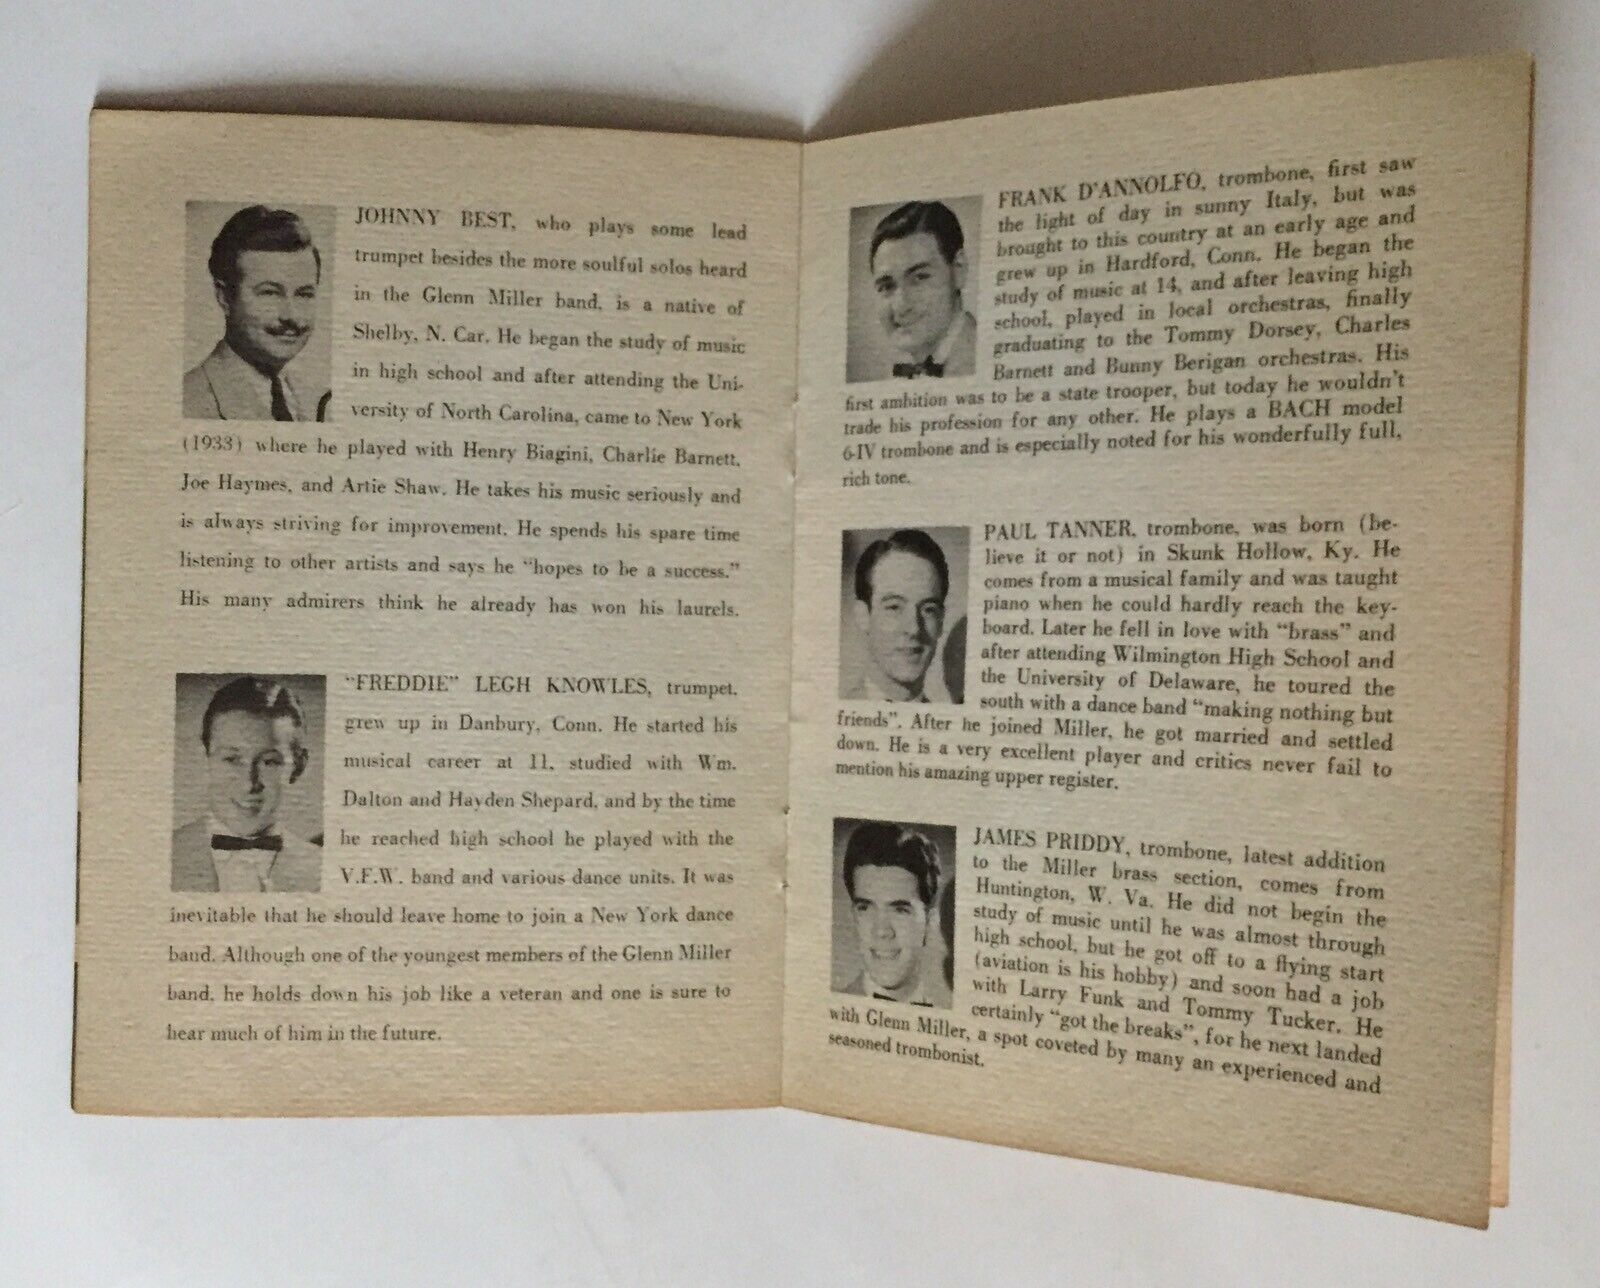 JOHNNY BEST, who plays some lead
trumpet besides the more soulful solos heard
in the Glenn Miller band, is a native of
Shelby, N. Car. He began the study of music
in high school and after attending the Uni-
versity of North Carolina, came to New York
(1933) where he played with Henry Biagini, Charlie Barnett,
Joe Haymes, and Artie Shaw. He takes his music seriously and
is always striving for improvement. He spends his spare time
listening to other artists and says he "hopes to be a success."
His many admirers think he already has won his laurels.
"FREDDIE" LEGH KNOWLES, trumpet,
grew up in Danbury, Conn. He started his
musical career at 11, studied with Wm.
Dalton and Hayden Shepard, and by the time
he reached high school he played with the
V.F.W. band and various dance units. It was
inevitable that he should leave home to join a New York dance
band. Although one of the youngest members of the Glenn Miller
band, he holds down his job like a veteran and one is sure to
hear much of him in the future.
FRANK D'ANNOLFO, trombone, first saw
the light of day in sunny Italy, but was
brought to this country at an early age and
grew up in Hardford, Conn. He began the
study of music at 14, and after leaving high
school, played in local orchestras, finally
graduating to the Tommy Dorsey, Charles
Barnett and Bunny Berigan orchestras. His
first ambition was to be a state trooper, but today he wouldn't
trade his profession for any other. He plays a BACH model
6-IV trombone and is especially noted for his wonderfully full,
rich tone.
PAUL TANNER, trombone, was born (be-
lieve it or not) in Skunk Hollow, Ky. He
comes from a musical family and was taught
piano when he could hardly reach the key-
board. Later he fell in love with "brass" and
after attending Wilmington High School and
the University of Delaware, he toured the
south with a dance band "making nothing but
friends". After he joined Miller, he got married and settled
down. He is a very excellent player and critics never fail to
mention his amazing upper register.
JAMES PRIDDY, trombone, latest addition
to the Miller brass section, comes from
Huntington, W. Va. He did not begin the
study of music until he was almost through
high school, but he got off to a flying start
(aviation is his hobby) and soon had a job
with Larry Funk and Tommy Tucker. He
certainly "got the breaks", for he next landed
with Glenn Miller, a spot coveted by many an experienced and
seasoned trombonist.